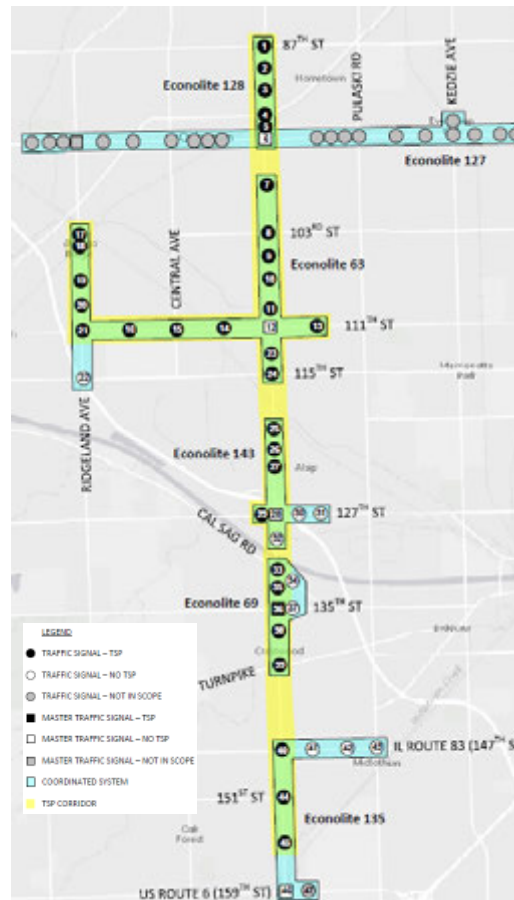 87TH ST
Hometown
Econolite 128
PULASKI RD
KEDZIE AVE
1
2
3
4
5
6
Econolite 127
7
103RD ST
8
9
Econolite 63
10
CENTRAL AVE
11
17
18
19
20
21
16
15
14
12
13
111TH ST
23
24
115TH ST
22
RIDGELAND AVE
Econolite 143
25
26
27
Alsip
29
28
30
31
127TH ST
CAL SAG RD
33
34
35
Econolite 69
36
37
135TH ST
38
39
TURNPIKE
LEGEND
TRAFFIC SIGNAL – TSP
TRAFFIC SIGNAL – NO TSP
TRAFFIC SIGNAL – NOT IN SCOPE
MASTER TRAFFIC SIGNAL – TSP
MASTER TRAFFIC SIGNAL – NO TSP
MASTER TRAFFIC SIGNAL – NOT IN SCOPE
COORDINATED SYSTEM
TSP CORRIDOR
40
41
42
43
IL ROUTE 83 (147TH S
Midlothian
151ST ST
44
Econolite 135
Oak
Forest
45
US ROUTE 6 (159TH ST)
46
47